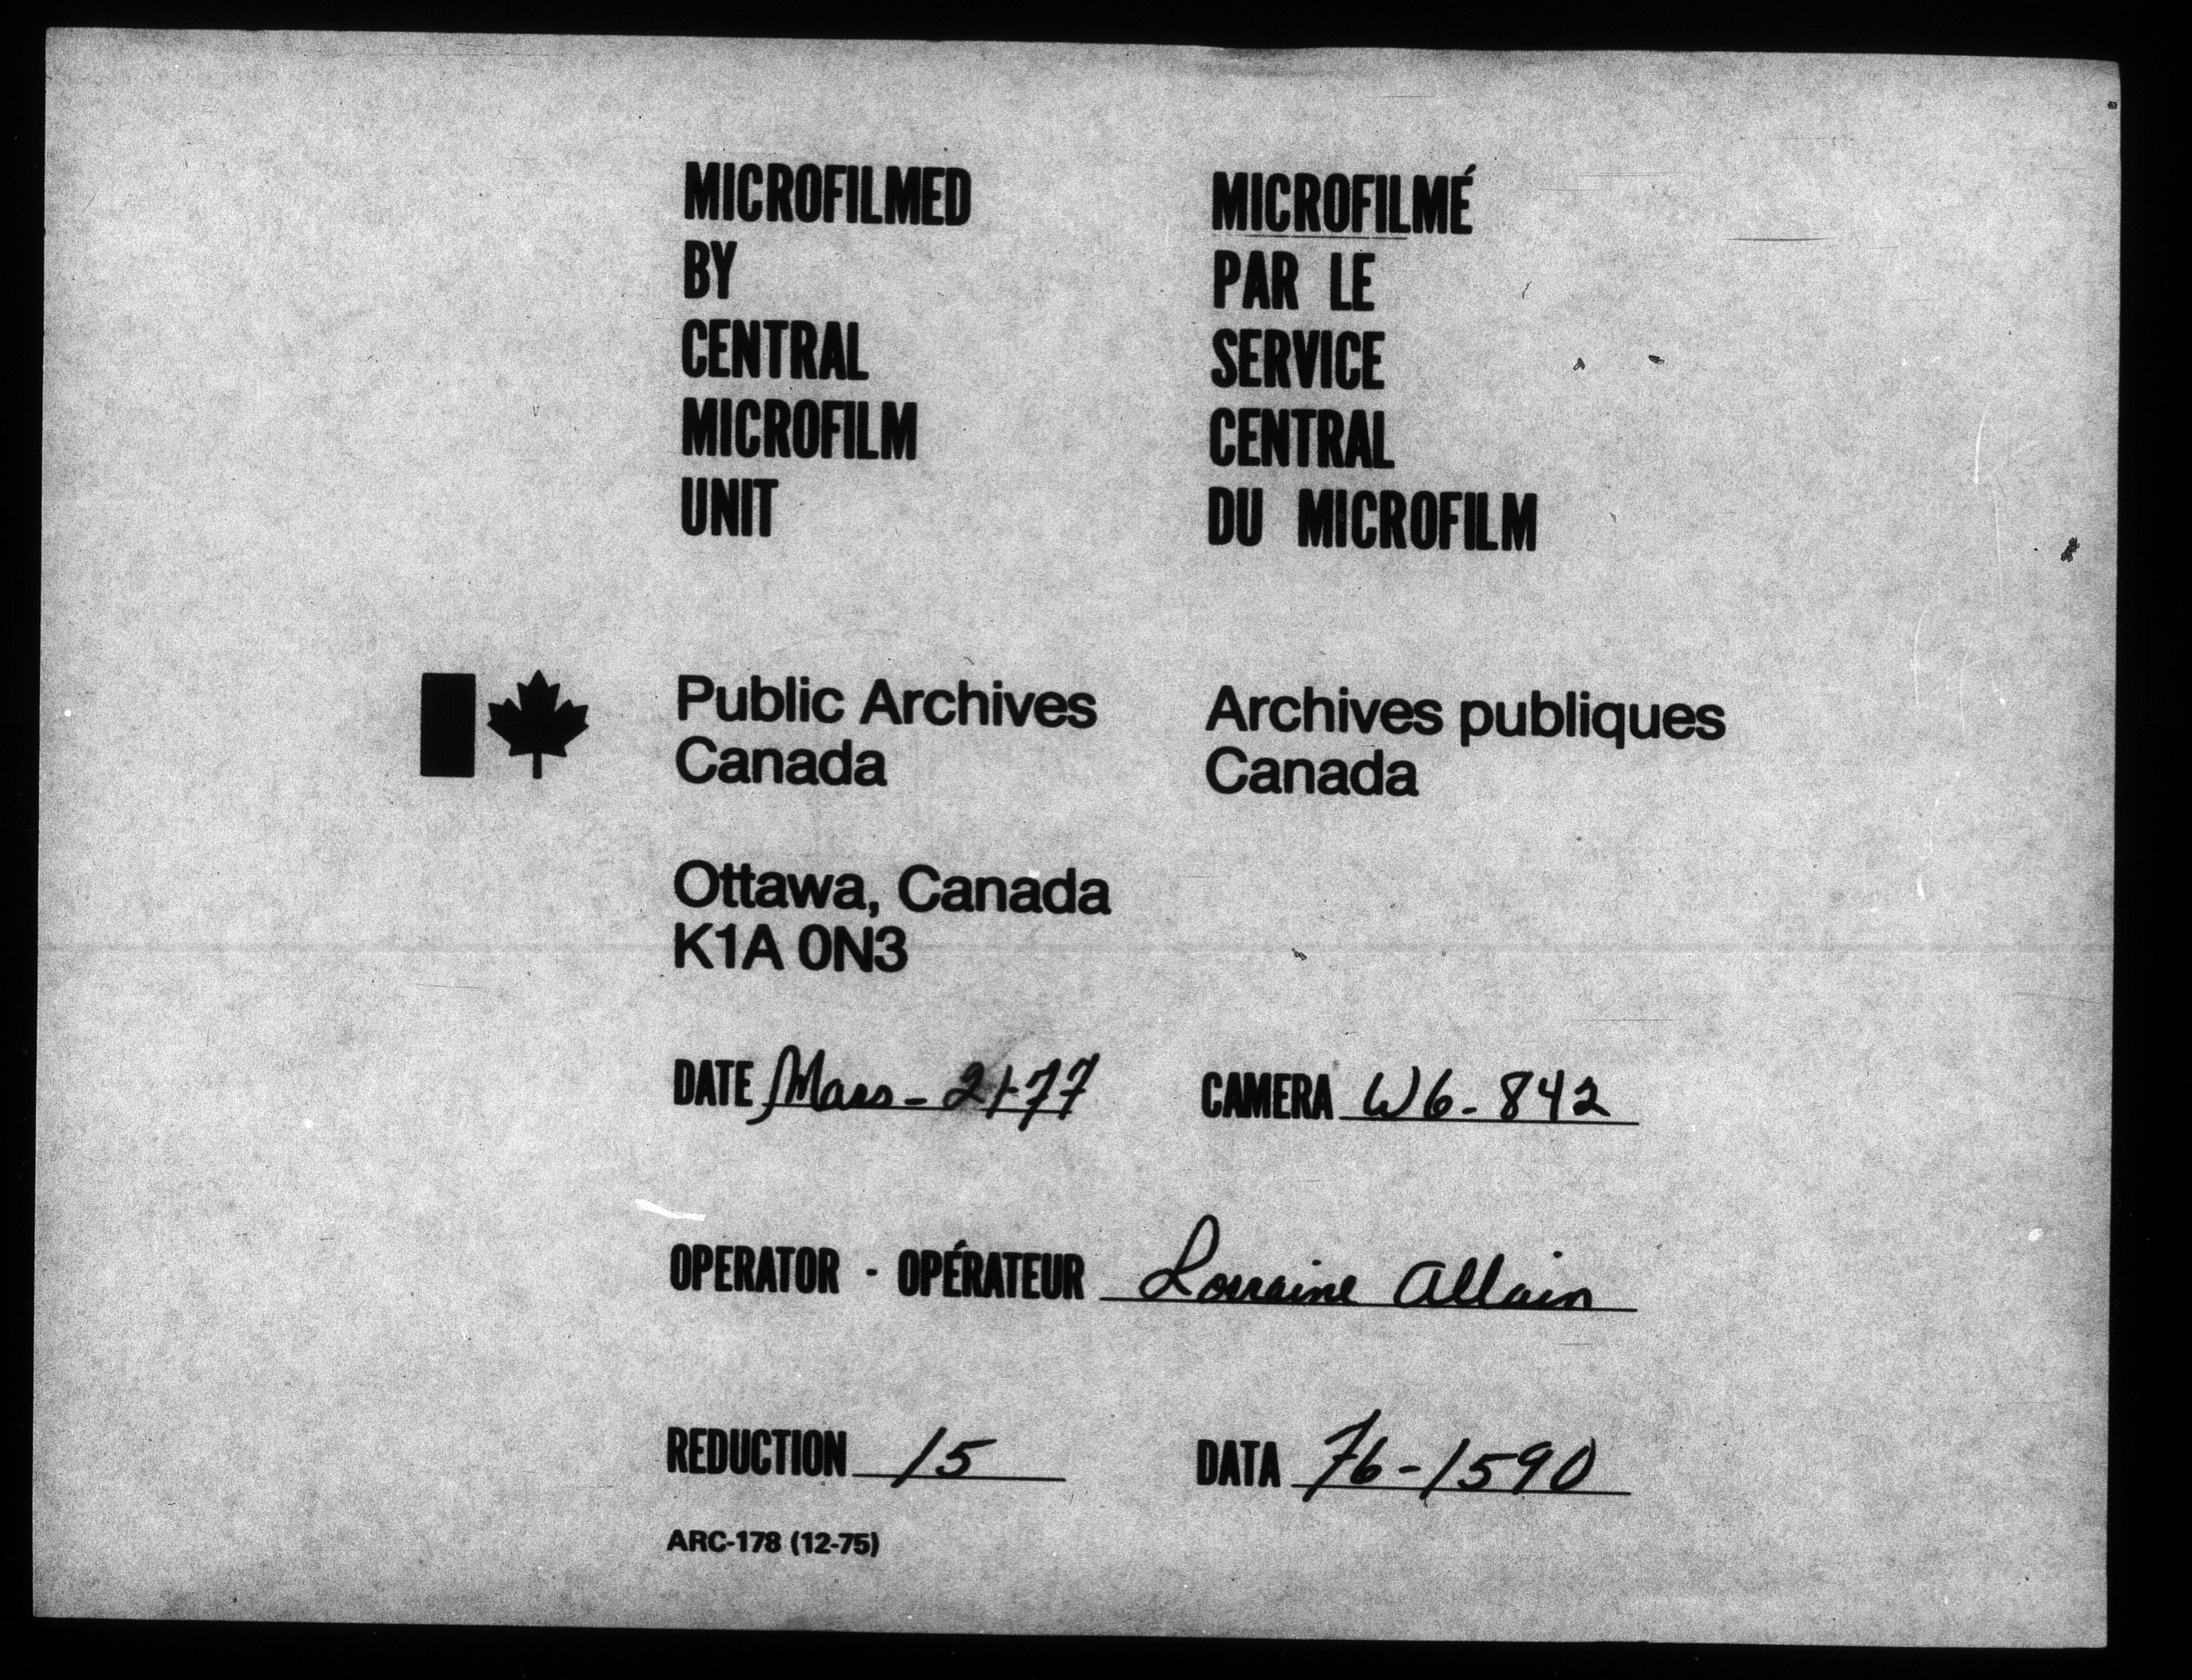 MICROFILMED
BY
CENTRAL
MICROFILM
UNIT
MICROFILMÉ
PAR LE
SERVICE
CENTRAL
DU MICROFILM
Public Archives
Canada
Archives publiques
Canada
Ottawa, Canada
K1A 0N3
DATE Mars - 21-77
CAMERA W6-842
OPERATOR - OPÉRATEUR Lorraine Allain
REDUCTION 15
DATA 76-1590
ARC-178 (12-75)